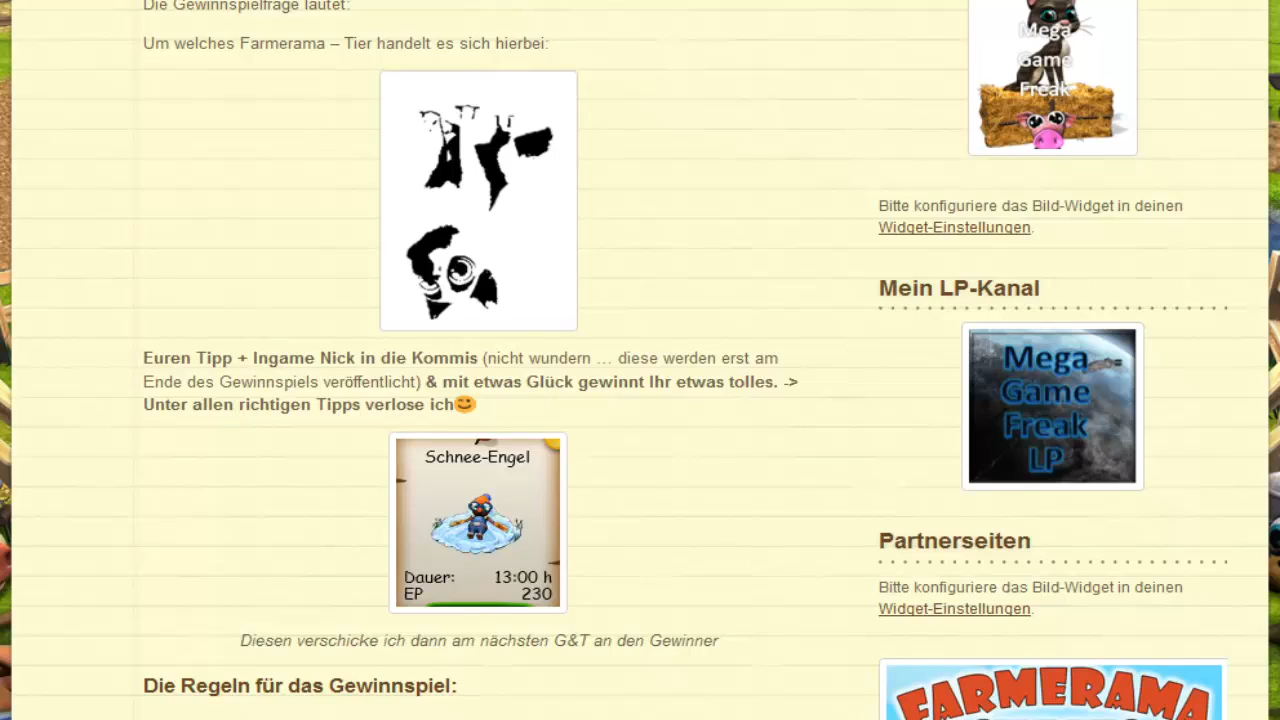 Die Gewinnspielfrage lautet:
Um welches Farmerama – Tier handelt es sich hierbei:
Euren Tipp + Ingame Nick in die Kommis (nicht wundern … diese werden erst am
Ende des Gewinnspiels veröffentlicht) & mit etwas Glück gewinnt Ihr etwas tolles. ->
Unter allen richtigen Tipps verlose ich
Schnee-Engel
Dauer: 13:00 h
EP 230
Diesen verschicke ich dann am nächsten G&T an den Gewinner
Die Regeln für das Gewinnspiel:
Mega
Game
Freak
Bitte konfiguriere das Bild-Widget in deinen
Widget-Einstellungen.
Mein LP-Kanal
Mega
Game
Freak
LP
Partnerseiten
Bitte konfiguriere das Bild-Widget in deinen
Widget-Einstellungen.
FARMERAMA